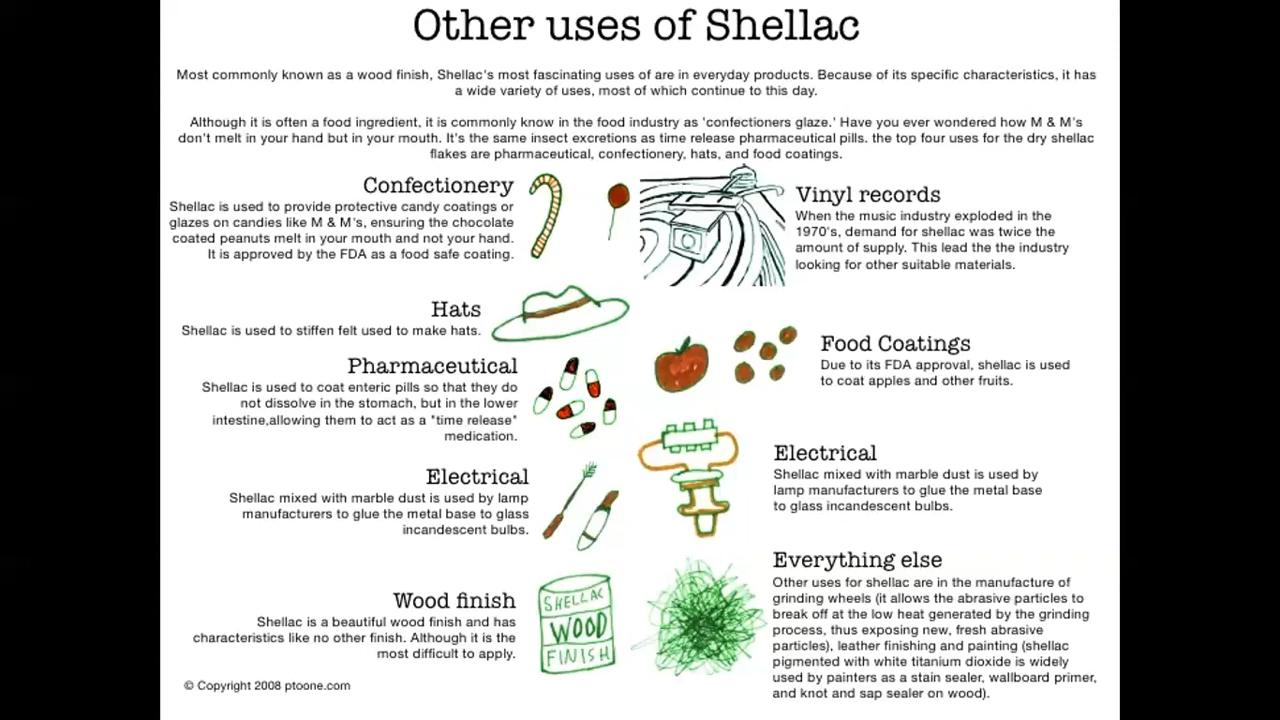 Other uses of Shellac
Most commonly known as a wood finish, Shellac's most fascinating uses of are in everyday products. Because of its specific characteristics, it has
a wide variety of uses, most of which continue to this day.
Although it is often a food ingredient, it is commonly know in the food industry as 'confectioners glaze.' Have you ever wondered how M & M's
don't melt in your hand but in your mouth. It's the same insect excretions as time release pharmaceutical pills. the top four uses for the dry shellac
flakes are pharmaceutical, confectionery, hats, and food coatings.
Confectionery
Shellac is used to provide protective candy coatings or
glazes on candies like M & M's, ensuring the chocolate
coated peanuts melt in your mouth and not your hand.
It is approved by the FDA as a food safe coating.
Hats
Shellac is used to stiffen felt used to make hats.
Pharmaceutical
Shellac is used to coat enteric pills so that they do
not dissolve in the stomach, but in the lower
intestine,allowing them to act as a "time release"
medication.
Electrical
Shellac mixed with marble dust is used by lamp
manufacturers to glue the metal base to glass
incandescent bulbs.
Wood finish
Shellac is a beautiful wood finish and has
characteristics like no other finish. Although it is the
most difficult to apply.
SHELLAC
WOOD
FINISH
© Copyright 2008 ptoone.com
Vinyl records
When the music industry exploded in the
1970's, demand for shellac was twice the
amount of supply. This lead the the industry
looking for other suitable materials.
Food Coatings
Due to its FDA approval, shellac is used
to coat apples and other fruits.
Electrical
Shellac mixed with marble dust is used by
lamp manufacturers to glue the metal base
to glass incandescent bulbs.
Everything else
Other uses for shellac are in the manufacture of
grinding wheels (it allows the abrasive particles to
break off at the low heat generated by the grinding
process, thus exposing new, fresh abrasive
particles), leather finishing and painting (shellac
pigmented with white titanium dioxide is widely
used by painters as a stain sealer, wallboard primer,
and knot and sap sealer on wood).